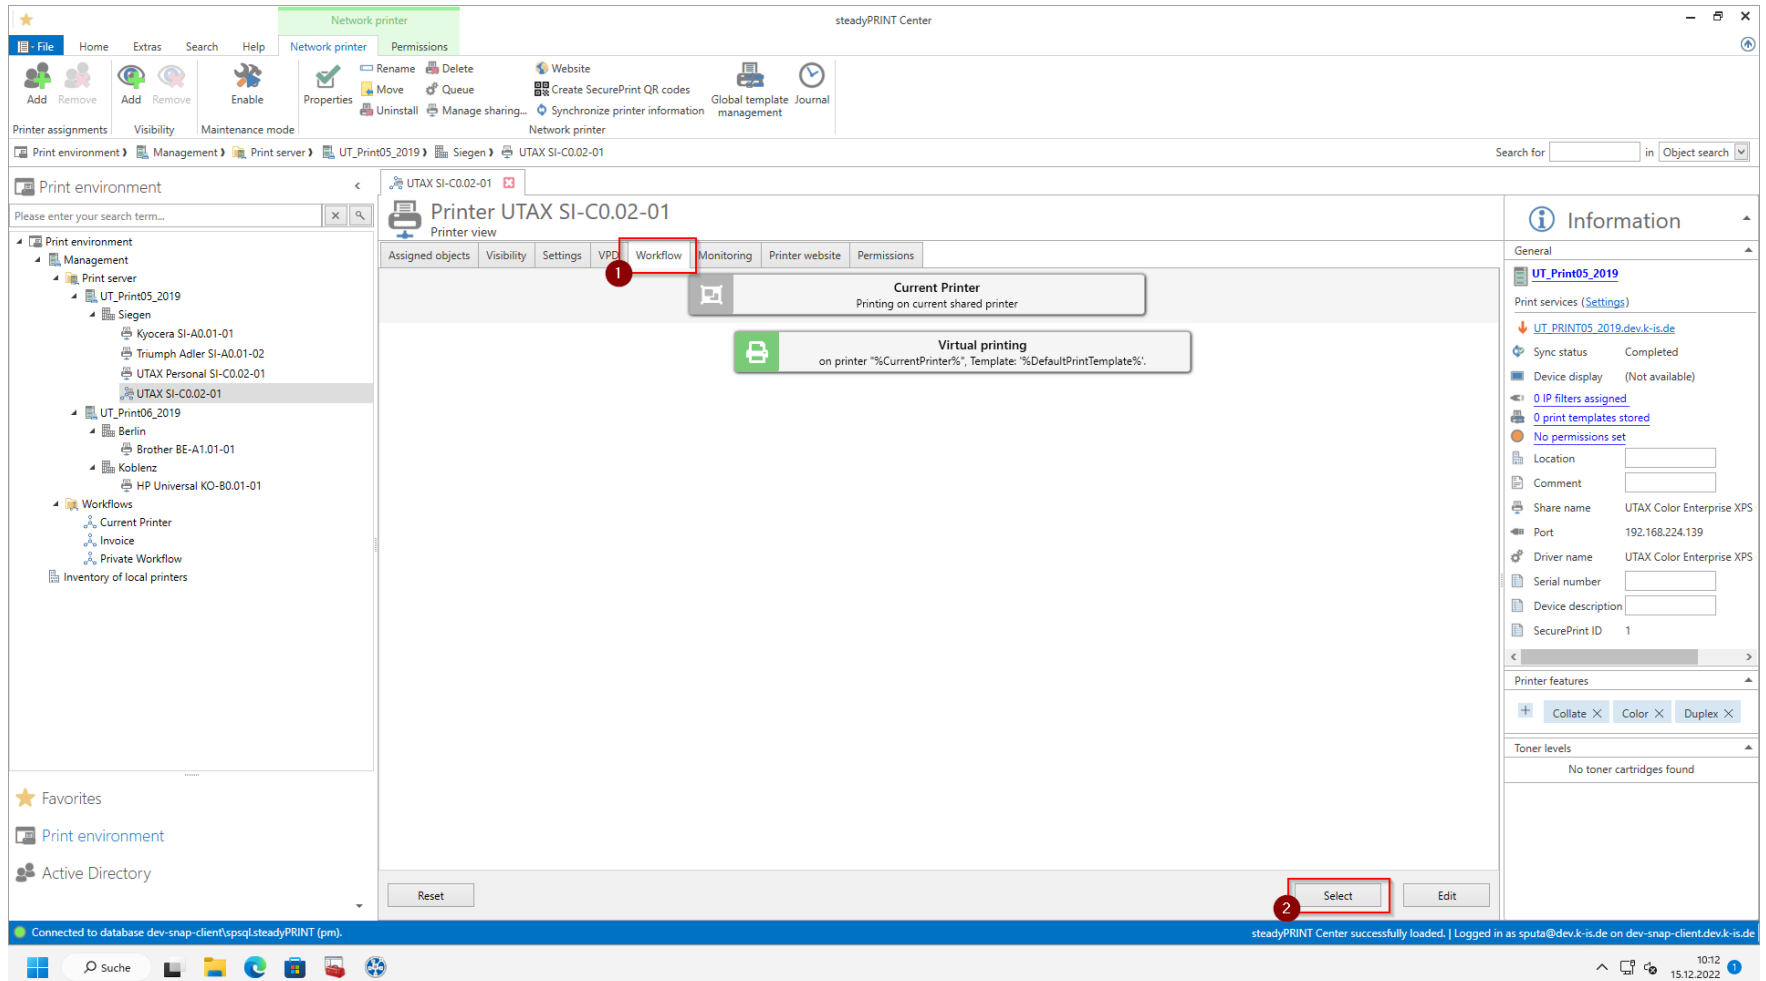 Network printer
steadyPRINT Center
File Home Extras Search Help Network printer Permissions
Add Remove
Printer assignments
Add Remove
Visibility
Enable
Maintenance mode
Properties
Rename Delete
Move Queue
Uninstall Manage sharing...
Website
Create SecurePrint QR codes
Synchronize printer information
Global template management
Journal
Network printer
Print environment Management Print server UT_Print05_2019 Siegen UTAX SI-C0.02-01
Search for in Object search
Print environment
Please enter your search term...
Print environment
Management
Print server
UT_Print05_2019
Siegen
Kyocera SI-A0.01-01
Triumph Adler SI-A0.01-02
UTAX Personal SI-C0.02-01
UTAX SI-C0.02-01
UT_Print06_2019
Berlin
Brother BE-A1.01-01
Koblenz
HP Universal KO-B0.01-01
Workflows
Current Printer
Invoice
Private Workflow
Inventory of local printers
Favorites
Print environment
Active Directory
UTAX SI-C0.02-01
Printer UTAX SI-C0.02-01
Printer view
Assigned objects Visibility Settings VPD Workflow Monitoring Printer website Permissions
1
Current Printer
Printing on current shared printer
Virtual printing
on printer "%CurrentPrinter%", Template: '%DefaultPrintTemplate%'.
Reset
2
Select
Edit
Information
General
UT_Print05_2019
Print services (Settings)
UT_PRINT05_2019.dev.k-is.de
Sync status Completed
Device display (Not available)
0 IP filters assigned
0 print templates stored
No permissions set
Location
Comment
Share name UTAX Color Enterprise XPS
Port 192.168.224.139
Driver name UTAX Color Enterprise XPS
Serial number
Device description
SecurePrint ID 1
Printer features
Collate Color Duplex
Toner levels
No toner cartridges found
Connected to database dev-snap-client\spsql.steadyPRINT (pm).
steadyPRINT Center successfully loaded. | Logged in as sputa@dev.k-is.de on dev-snap-client.dev.k-is.de
Suche
10:12
15.12.2022
1